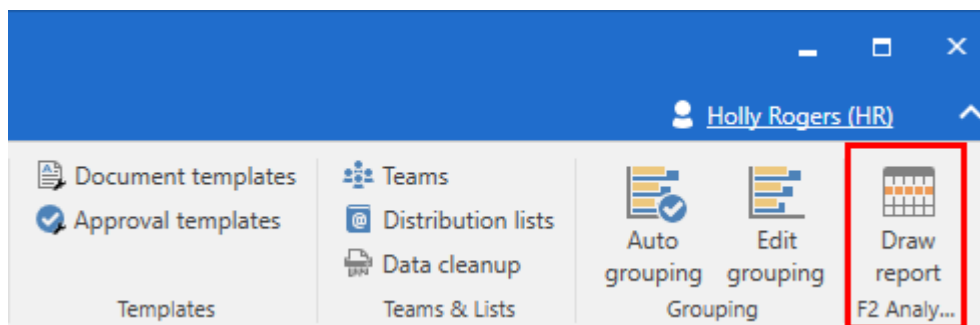 Holly Rogers (HR)
Document templates
Approval templates
Templates
Teams
Distribution lists
Data cleanup
Teams & Lists
Auto
grouping
Edit
grouping
Grouping
Draw
report
F2 Analy...